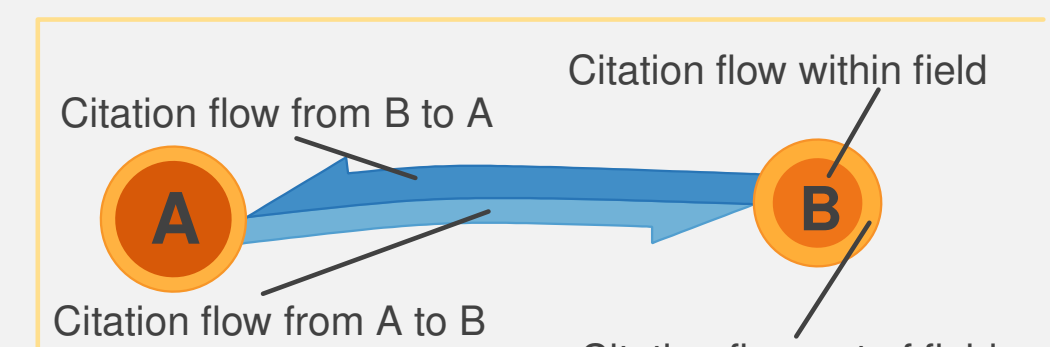 Citation flow within field
Citation flow from B to A
A
B
Citation flow from A to B